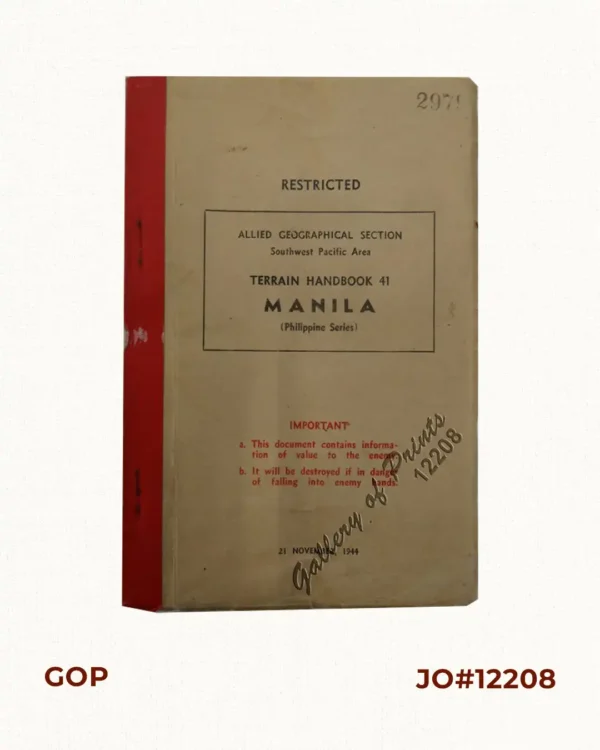 297
RESTRICTED
ALLIED GEOGRAPHICAL SECTION
Southwest Pacific Area
TERRAIN HANDBOOK 41
MANILA
(Philippine Series)
IMPORTANT
a. This document contains informa-
tion of value to the enemy.
b. It will be destroyed if in danger
of falling into enemy hands.
21 NOVEMBER, 1944
Gallery of Prints
12208
GOP
JO#12208